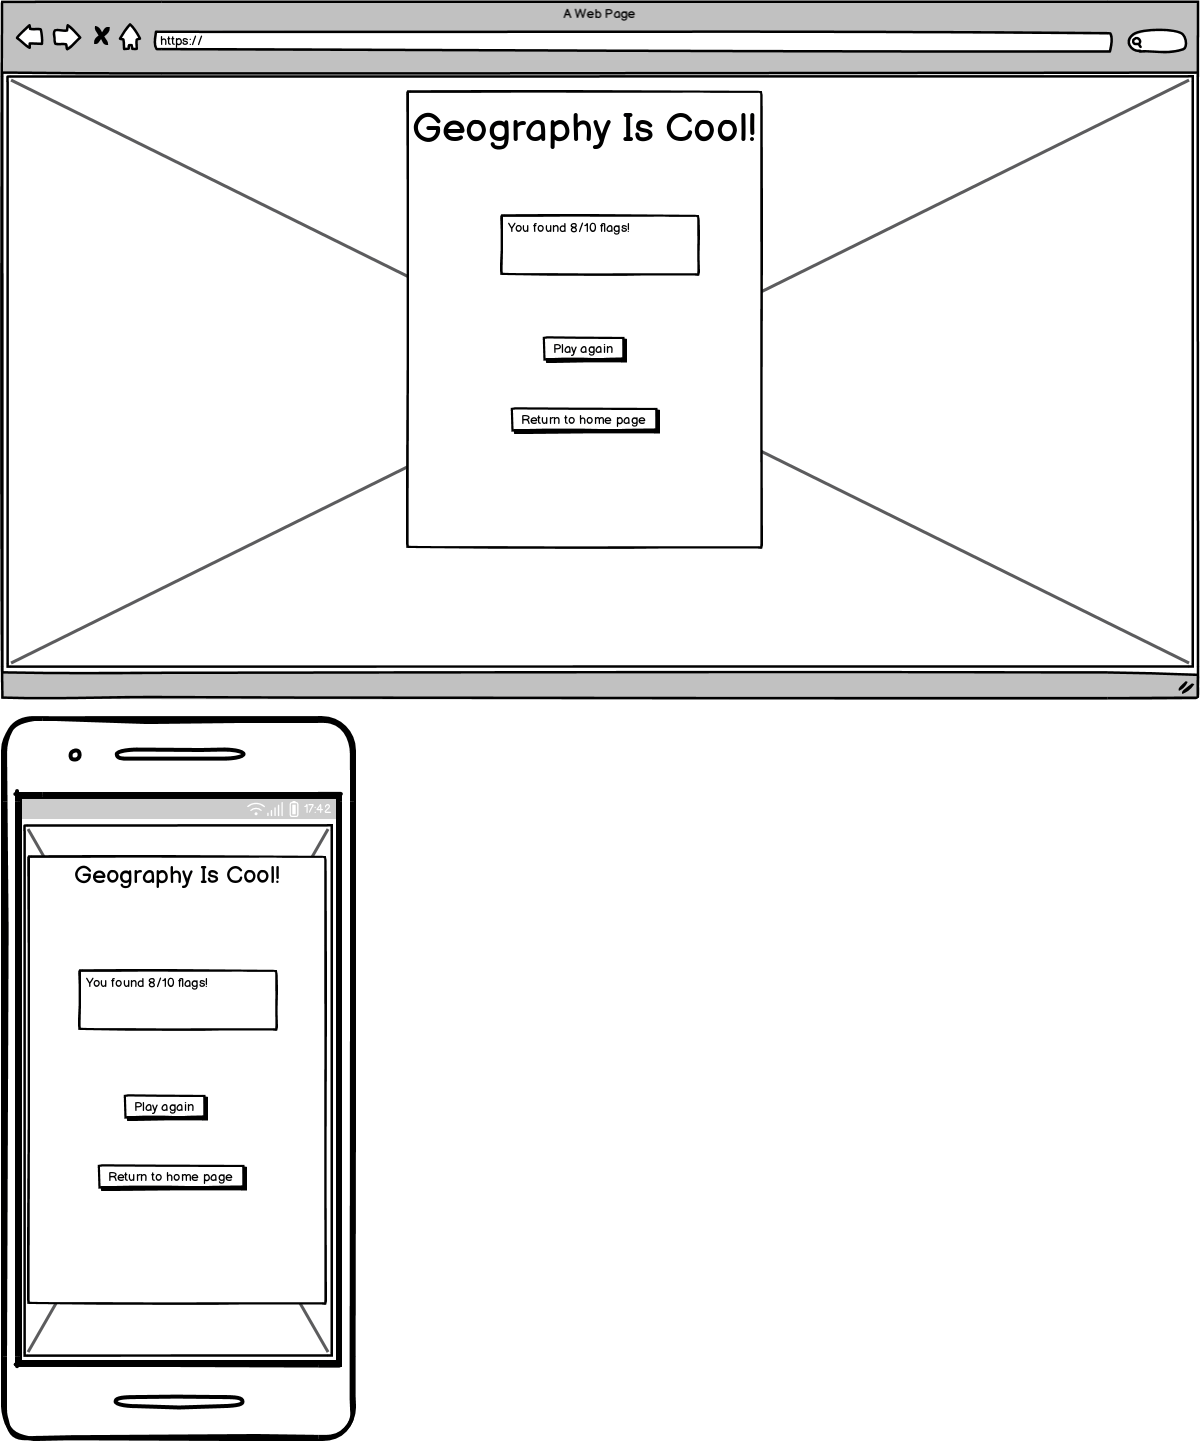 A Web Page
https://
Geography Is Cool!
You found 8/10 flags!
Play again
Return to home page
17:42
Geography Is Cool!
You found 8/10 flags!
Play again
Return to home page